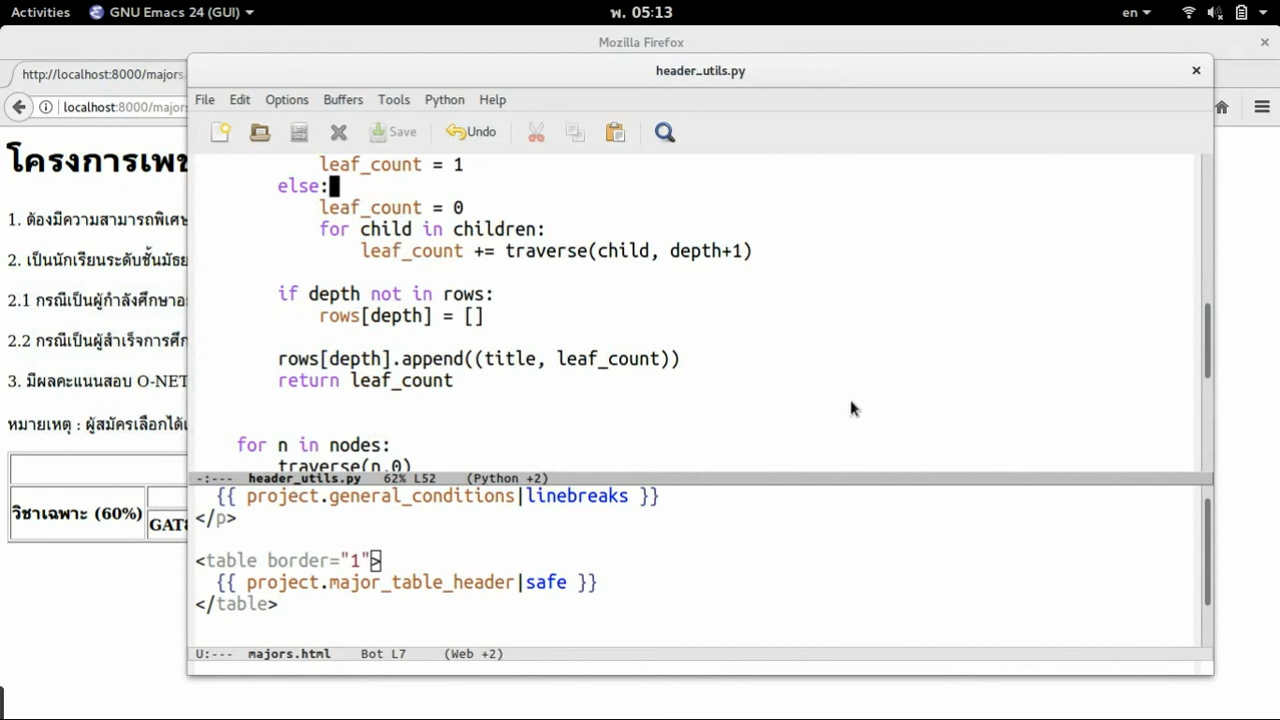 Activities GNU Emacs 24 (GUI) พ. 05:13 en
Mozilla Firefox
http://localhost:8000/majors
header_utils.py
localhost:8000/major
File Edit Options Buffers Tools Python Help
Save Undo
โครงการเพช
1. ต้องมีความสามารถพิเศษ
2. เป็นนักเรียนระดับชั้นมัธย
2.1 กรณีเป็นผู้กำลังศึกษาอ
2.2 กรณีเป็นผู้สำเร็จการศึก
3. มีผลคะแนนสอบ O-NET
หมายเหตุ : ผู้สมัครเลือกได้
วิชาเฉพาะ (60%)
GAT
leaf_count = 1
else:
leaf_count = 0
for child in children:
leaf_count += traverse(child, depth+1)
if depth not in rows:
rows[depth] = []
rows[depth].append((title, leaf_count))
return leaf_count
for n in nodes:
traverse(n,0)
-:--- header_utils.py 62% L52 (Python +2)
{{ project.general_conditions|linebreaks }}
</p>
<table border="1">
{{ project.major_table_header|safe }}
</table>
U:--- majors.html Bot L7 (Web +2)